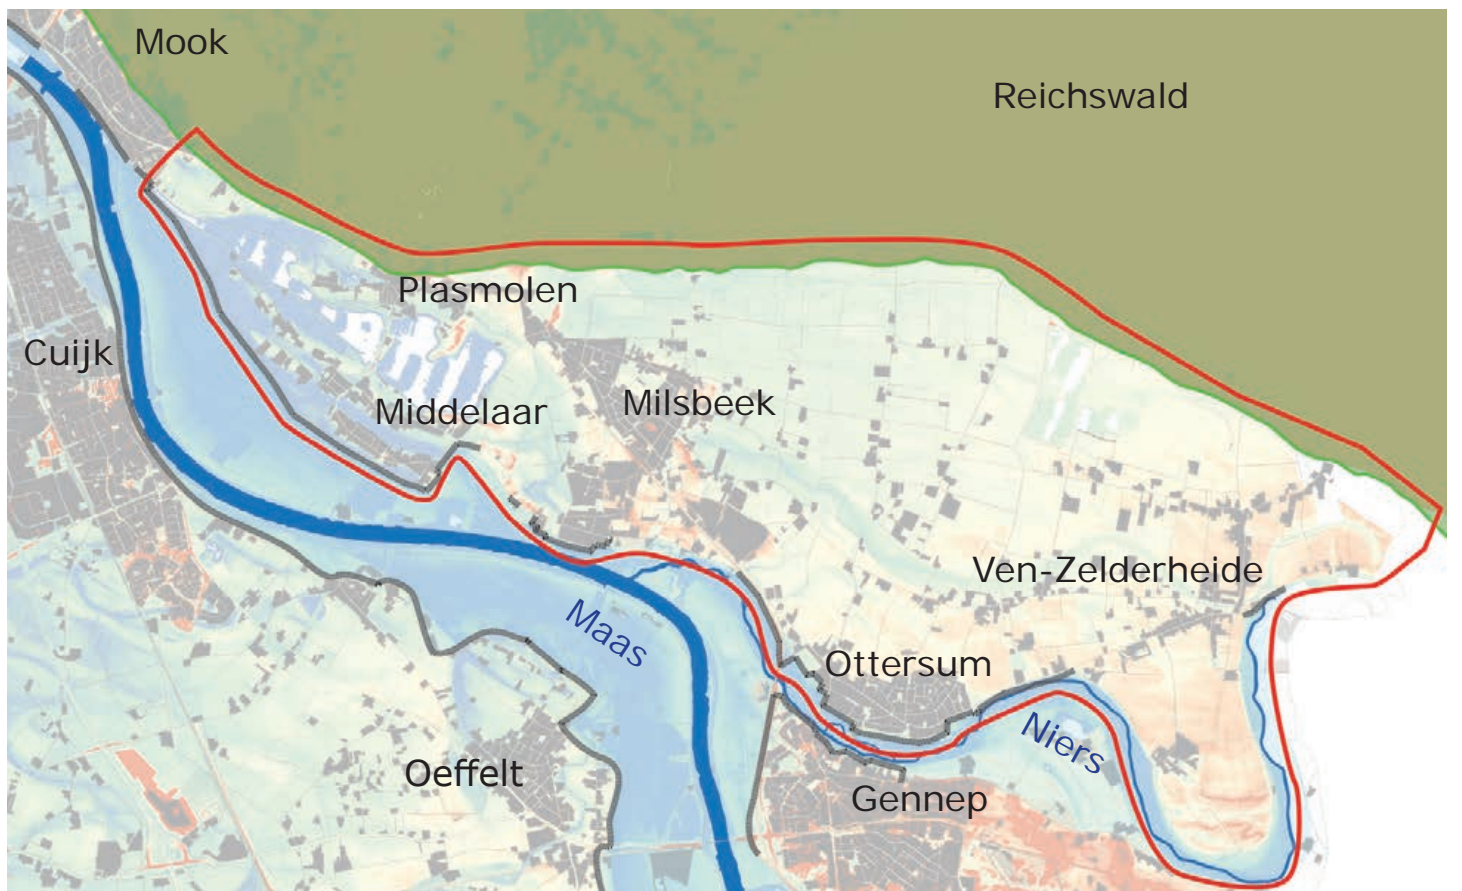 Mook
Reichswald
Plasmolen
Cuijk
Middelaar
Milsbeek
Ven-Zelderheide
Maas
Ottersum
Niers
Oeffelt
Gennep